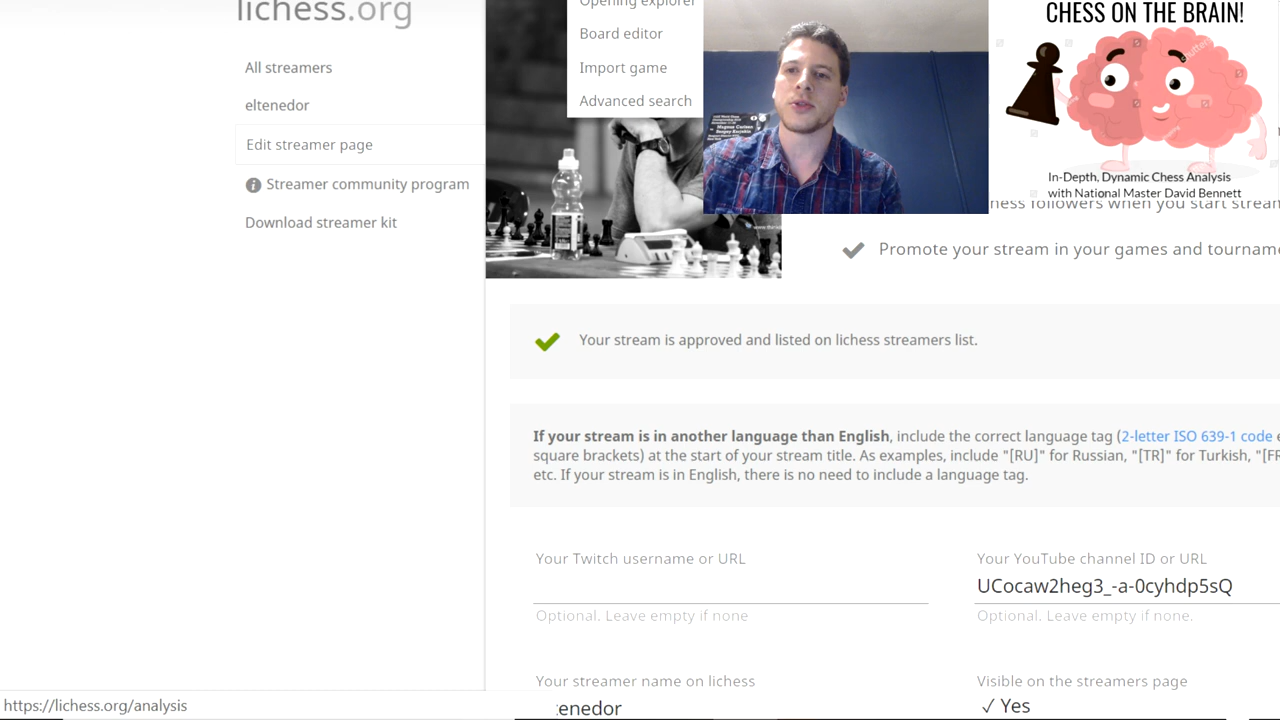 lichess.org
All streamers
eltenedor
Edit streamer page
Streamer community program
Download streamer kit
Opening explorer
Board editor
Import game
Advanced search
CHESS ON THE BRAIN!
In-Depth, Dynamic Chess Analysis
with National Master David Bennett
followers when you start
Promote your stream in your games and
Your stream is approved and listed on lichess streamers list.
If your stream is in another language than English, include the correct language tag (2-letter ISO 639-1 code
square brackets) at the start of your stream title. As examples, include "[RU]" for Russian, "[TR]" for Turkish, "[FR
etc. If your stream is in English, there is no need to include a language tag.
Your Twitch username or URL
Optional. Leave empty if none
Your YouTube channel ID or URL
UCocaw2heg3_-a-0cyhdp5sQ
Optional. Leave empty if none.
Your streamer name on lichess
tenedor
Visible on the streamers page
✓ Yes
https://lichess.org/analysis